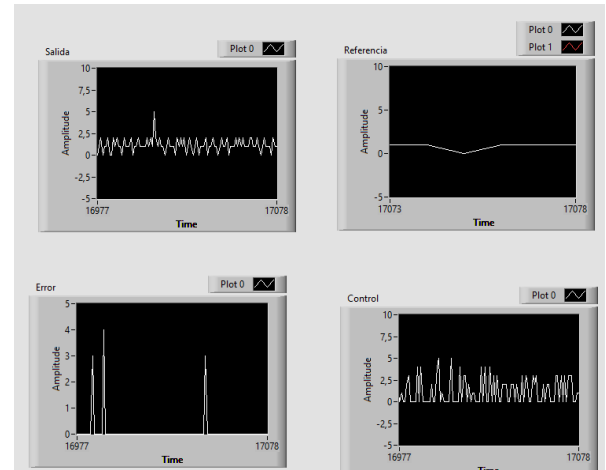 Salida
Plot 0
Amplitude
10
7,5
5
2,5
0
-2,5
-5
16977
17078
Time
Referencia
Plot 0
Plot 1
Amplitude
10
5
0
-5
17073
17078
Time
Error
Plot 0
Amplitude
5
4
3
2
1
0
16977
17078
Time
Control
Plot 0
Amplitude
10
7,5
5
2,5
0
-2,5
-5
16977
17078
Time